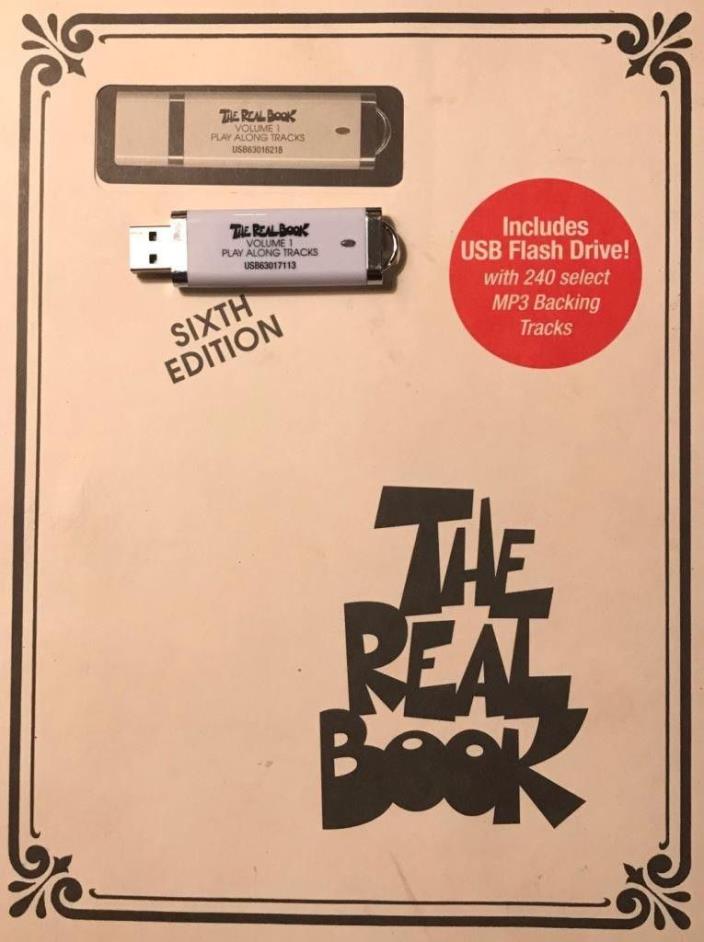 THE REAL BOOK
VOLUME 1
PLAY ALONG TRACKS
USB63016218
THE REAL BOOK
VOLUME 1
PLAY ALONG TRACKS
USB63017113
Includes
USB Flash Drive!
with 240 select
MP3 Backing
Tracks
SIXTH
EDITION
THE
REAL
BOOK